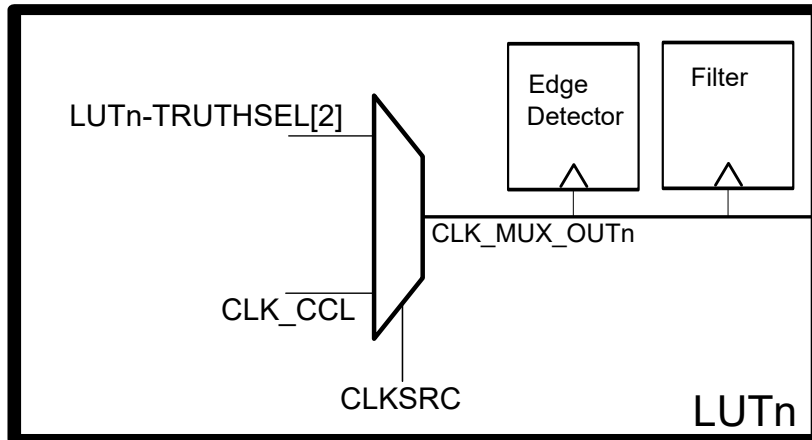 Edge
Detector
Filter
LUTn-TRUTHSEL[2]
CLK_MUX_OUTn
CLK_CCL
CLKSRC
LUTn